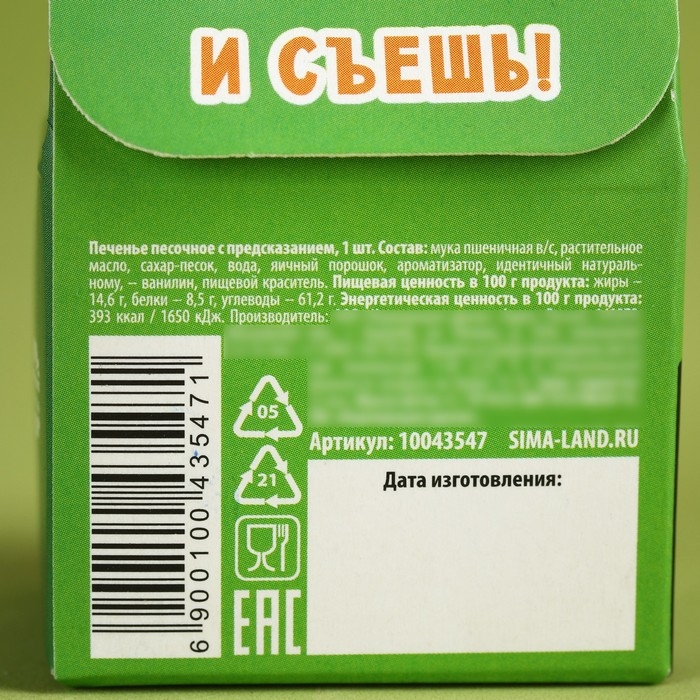 И СЪЕШЬ!
Печенье песочное с предсказанием, 1 шт. Состав: мука пшеничная в/с, растительное
масло, сахар-песок, вода, яичный порошок, ароматизатор, идентичный натураль-
ному, – ванилин, пищевой краситель. Пищевая ценность в 100 г продукта: жиры –
14,6 г, белки – 8,5 г, углеводы – 61,2 г. Энергетическая ценность в 100 г продукта:
393 ккал / 1650 кДж. Производитель:
6 900100 435471
05
21
EAC
Артикул: 10043547 SIMA-LAND.RU
Дата изготовления: